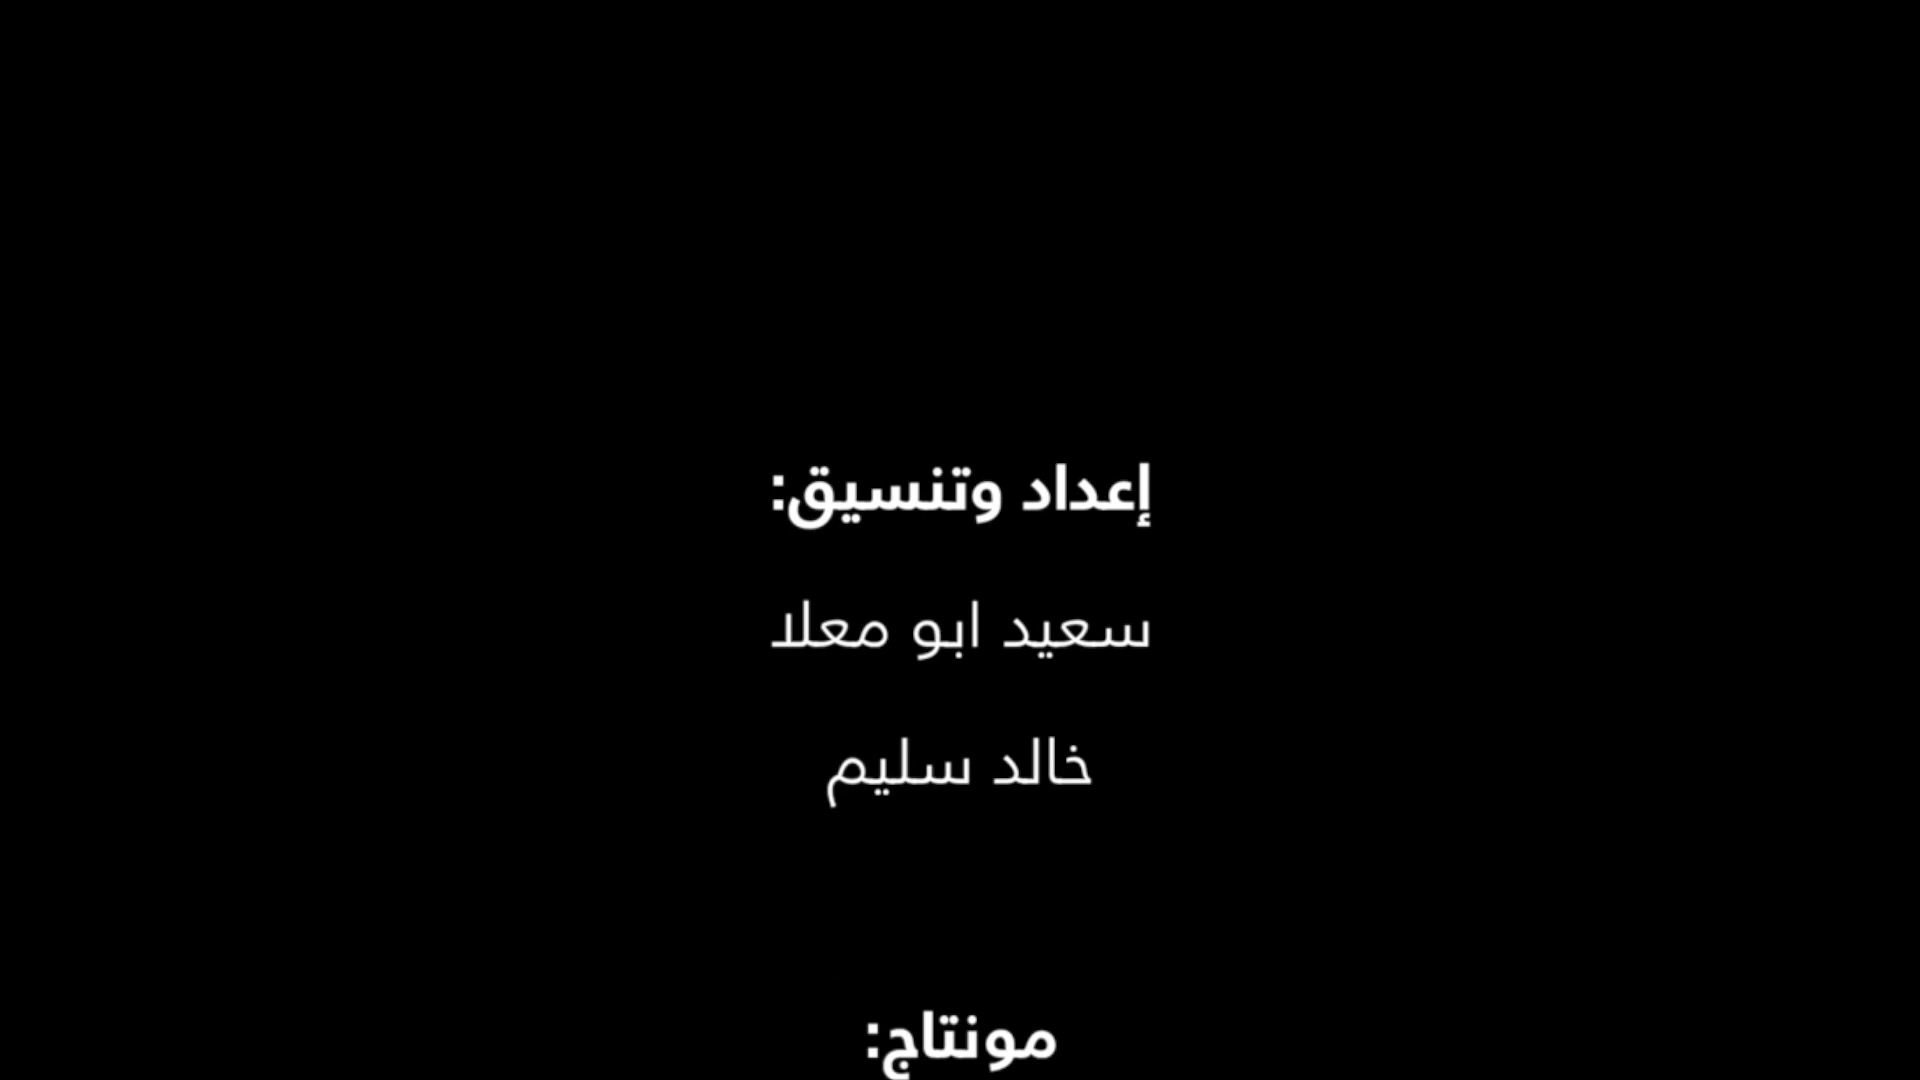 إعداد وتنسيق:
سعيد ابو معلا
خالد سليم
مونتاج: